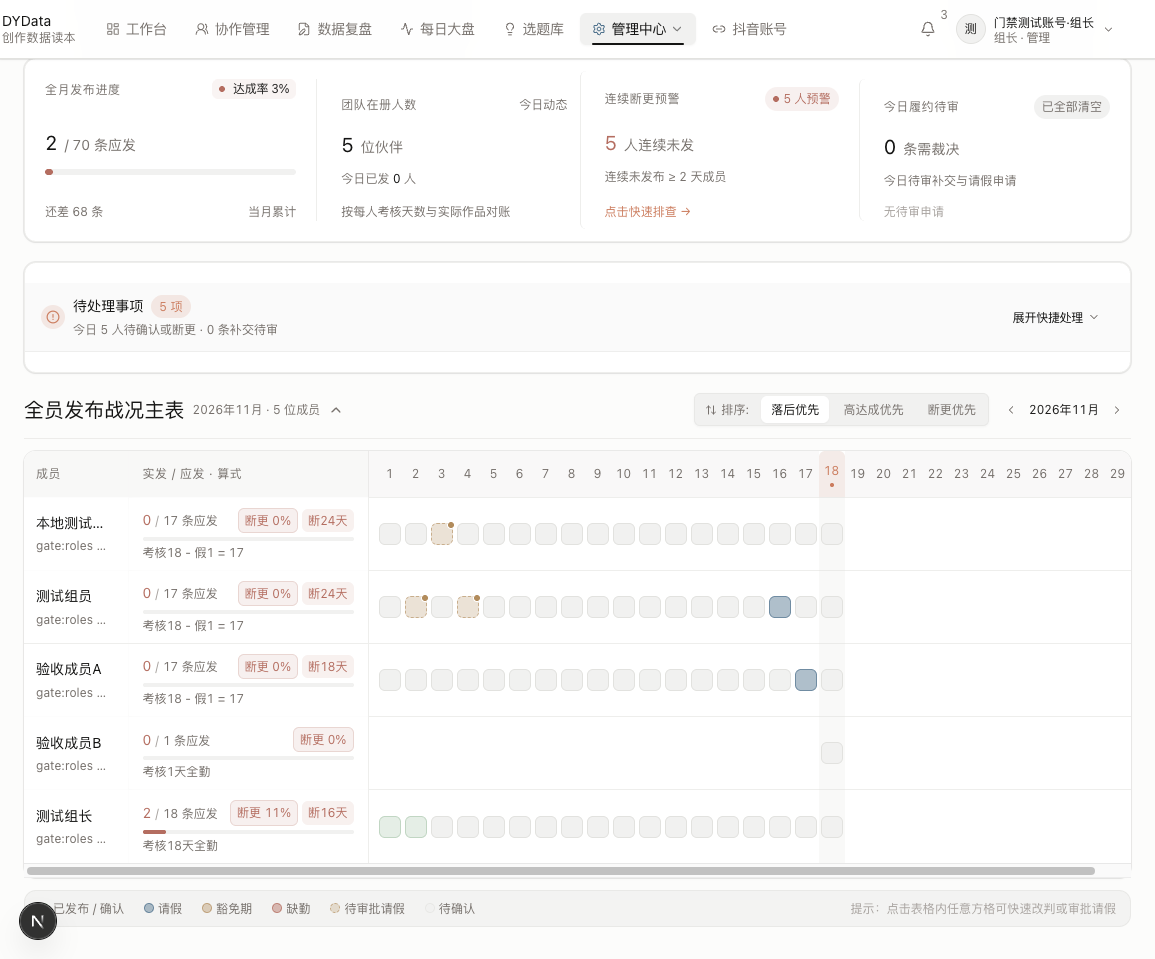 DYData
创作数据读本
工作台
协作管理
数据复盘
每日大盘
选题库
管理中心
抖音账号
3
测
门禁测试账号·组长
组长 · 管理
全月发布进度
达成率 3%
2 / 70 条应发
还差 68 条
当月累计
团队在册人数
今日动态
5 位伙伴
今日已发 0 人
按每人考核天数与实际作品对账
连续断更预警
5 人预警
5 人连续未发
连续未发布 ≥ 2 天成员
点击快速排查 →
今日履约待审
已全部清空
0 条需裁决
今日待审补交与请假申请
无待审申请
待处理事项
5 项
今日 5 人待确认或断更 · 0 条补交待审
展开快捷处理
全员发布战况主表
2026年11月 · 5 位成员
排序:
落后优先
高达成优先
断更优先
2026年11月
成员
实发 / 应发 · 算式
1 2 3 4 5 6 7 8 9 10 11 12 13 14 15 16 17 18 19 20 21 22 23 24 25 26 27 28 29
本地测试...
gate:roles ...
0 / 17 条应发
断更 0%
断24天
考核18 - 假1 = 17
测试组员
gate:roles ...
0 / 17 条应发
断更 0%
断24天
考核18 - 假1 = 17
验收成员A
gate:roles ...
0 / 17 条应发
断更 0%
断18天
考核18 - 假1 = 17
验收成员B
gate:roles ...
0 / 1 条应发
断更 0%
考核1天全勤
测试组长
gate:roles ...
2 / 18 条应发
断更 11%
断16天
考核18天全勤
N
已发布 / 确认
请假
豁免期
缺勤
待审批请假
待确认
提示：点击表格内任意方格可快速改判或审批请假